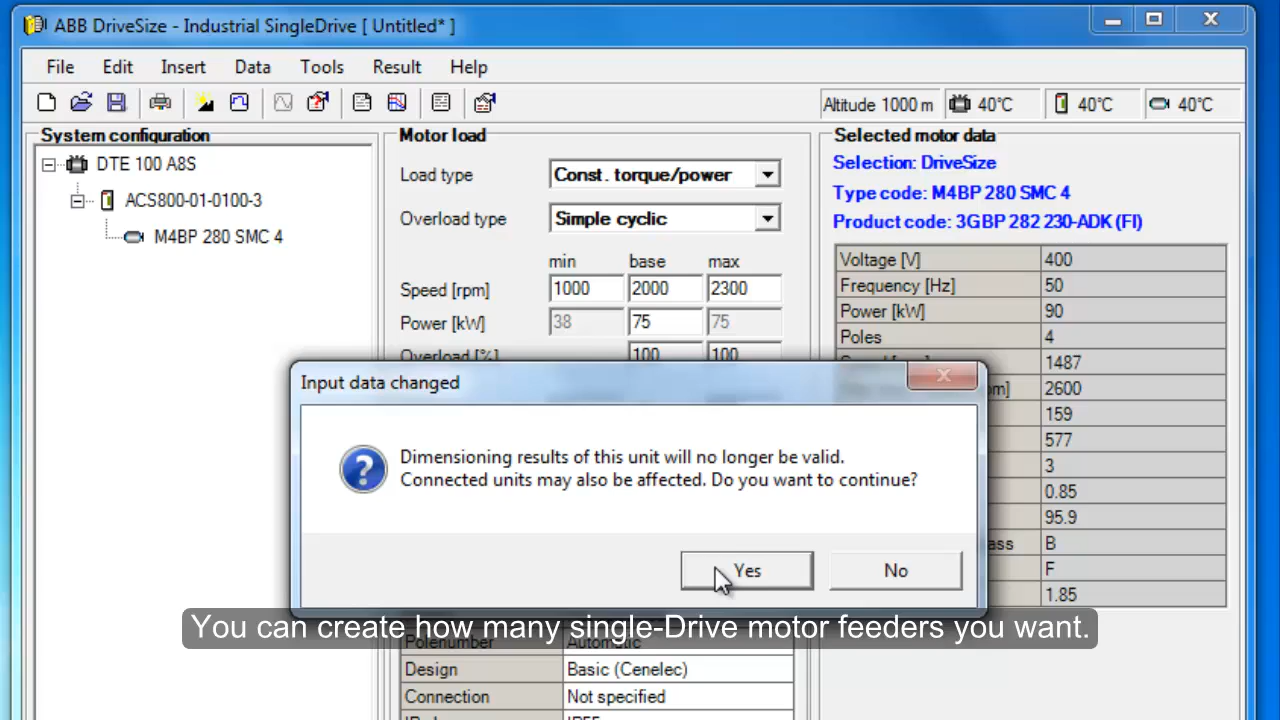 ABB DriveSize - Industrial SingleDrive [ Untitled* ]
File Edit Insert Data Tools Result Help
Altitude 1000 m 40°C 40°C 40°C
System configuration
DTE 100 A8S
ACS800-01-0100-3
M4BP 280 SMC 4
Motor load
Load type Const. torque/power
Overload type Simple cyclic
min base max
Speed [rpm] 1000 2000 2300
Power [kW] 38 75 75
Overload [%] 100 100
Selected motor data
Selection: DriveSize
Type code: M4BP 280 SMC 4
Product code: 3GBP 282 230-ADK (FI)
Voltage [V] 400
Frequency [Hz] 50
Power [kW] 90
Poles 4
1487
2600
159
577
3
0.85
95.9
B
F
1.85
Input data changed
Dimensioning results of this unit will no longer be valid.
Connected units may also be affected. Do you want to continue?
Yes No
You can create how many single-Drive motor feeders you want.
Polenumber Automatic
Design Basic (Cenelec)
Connection Not specified
IP55